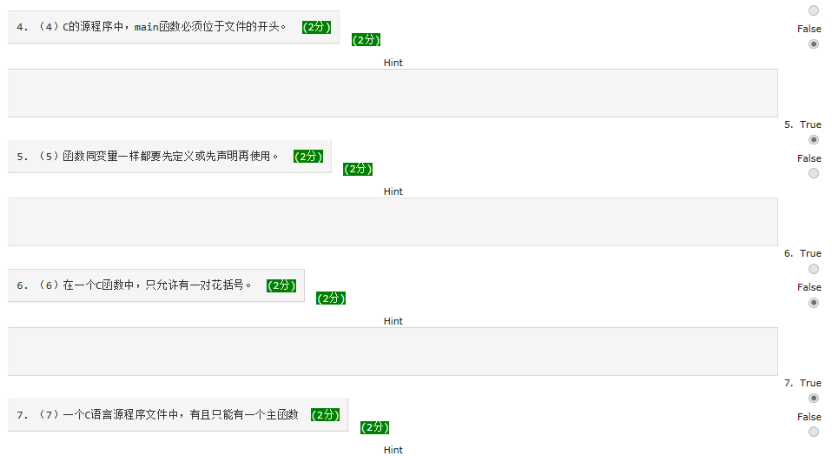 4. （4）C的源程序中，main函数必须位于文件的开头。 (2分)
(2分)
False
Hint
5. True
5. （5）函数同变量一样都要先定义或先声明再使用。 (2分)
(2分)
False
Hint
6. True
6. （6）在一个C函数中，只允许有一对花括号。 (2分)
(2分)
False
Hint
7. True
7. （7）一个C语言源程序文件中，有且只能有一个主函数 (2分)
(2分)
False
Hint